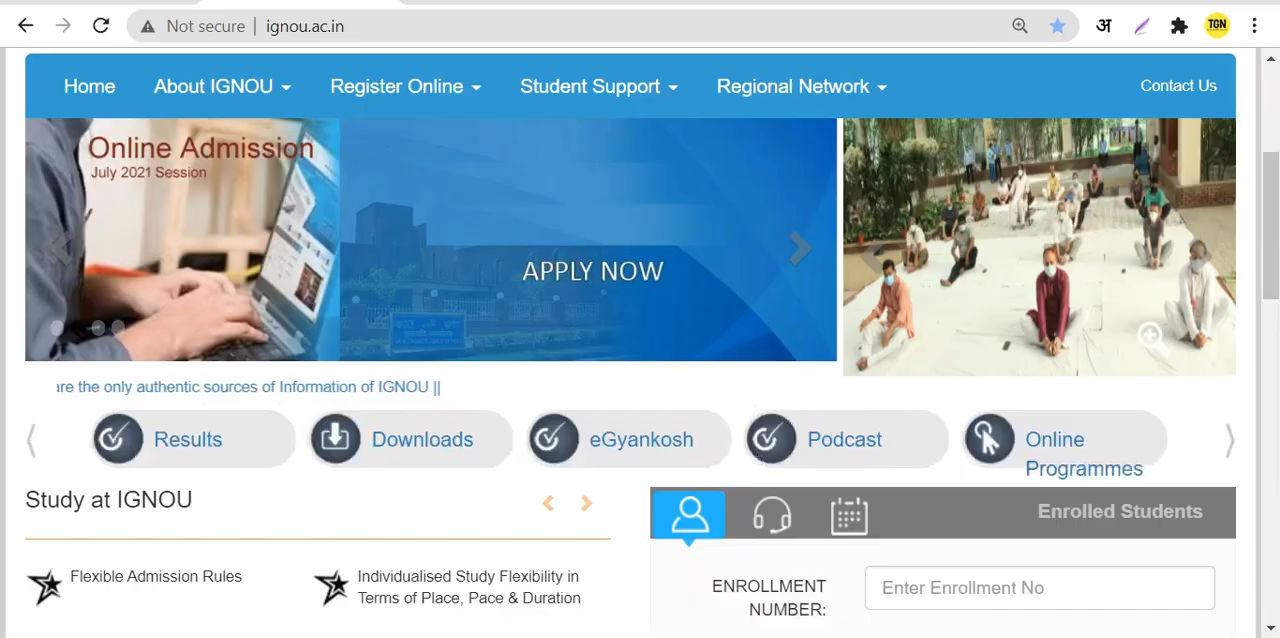 Not secure | ignou.ac.in
अ
TGN
Home
About IGNOU
Register Online
Student Support
Regional Network
Contact Us
Online Admission
July 2021 Session
APPLY NOW
are the only authentic sources of Information of IGNOU ||
Results
Downloads
eGyankosh
Podcast
Online
Programmes
Study at IGNOU
Enrolled Students
Flexible Admission Rules
Individualised Study Flexibility in
Terms of Place, Pace & Duration
ENROLLMENT
NUMBER:
Enter Enrollment No